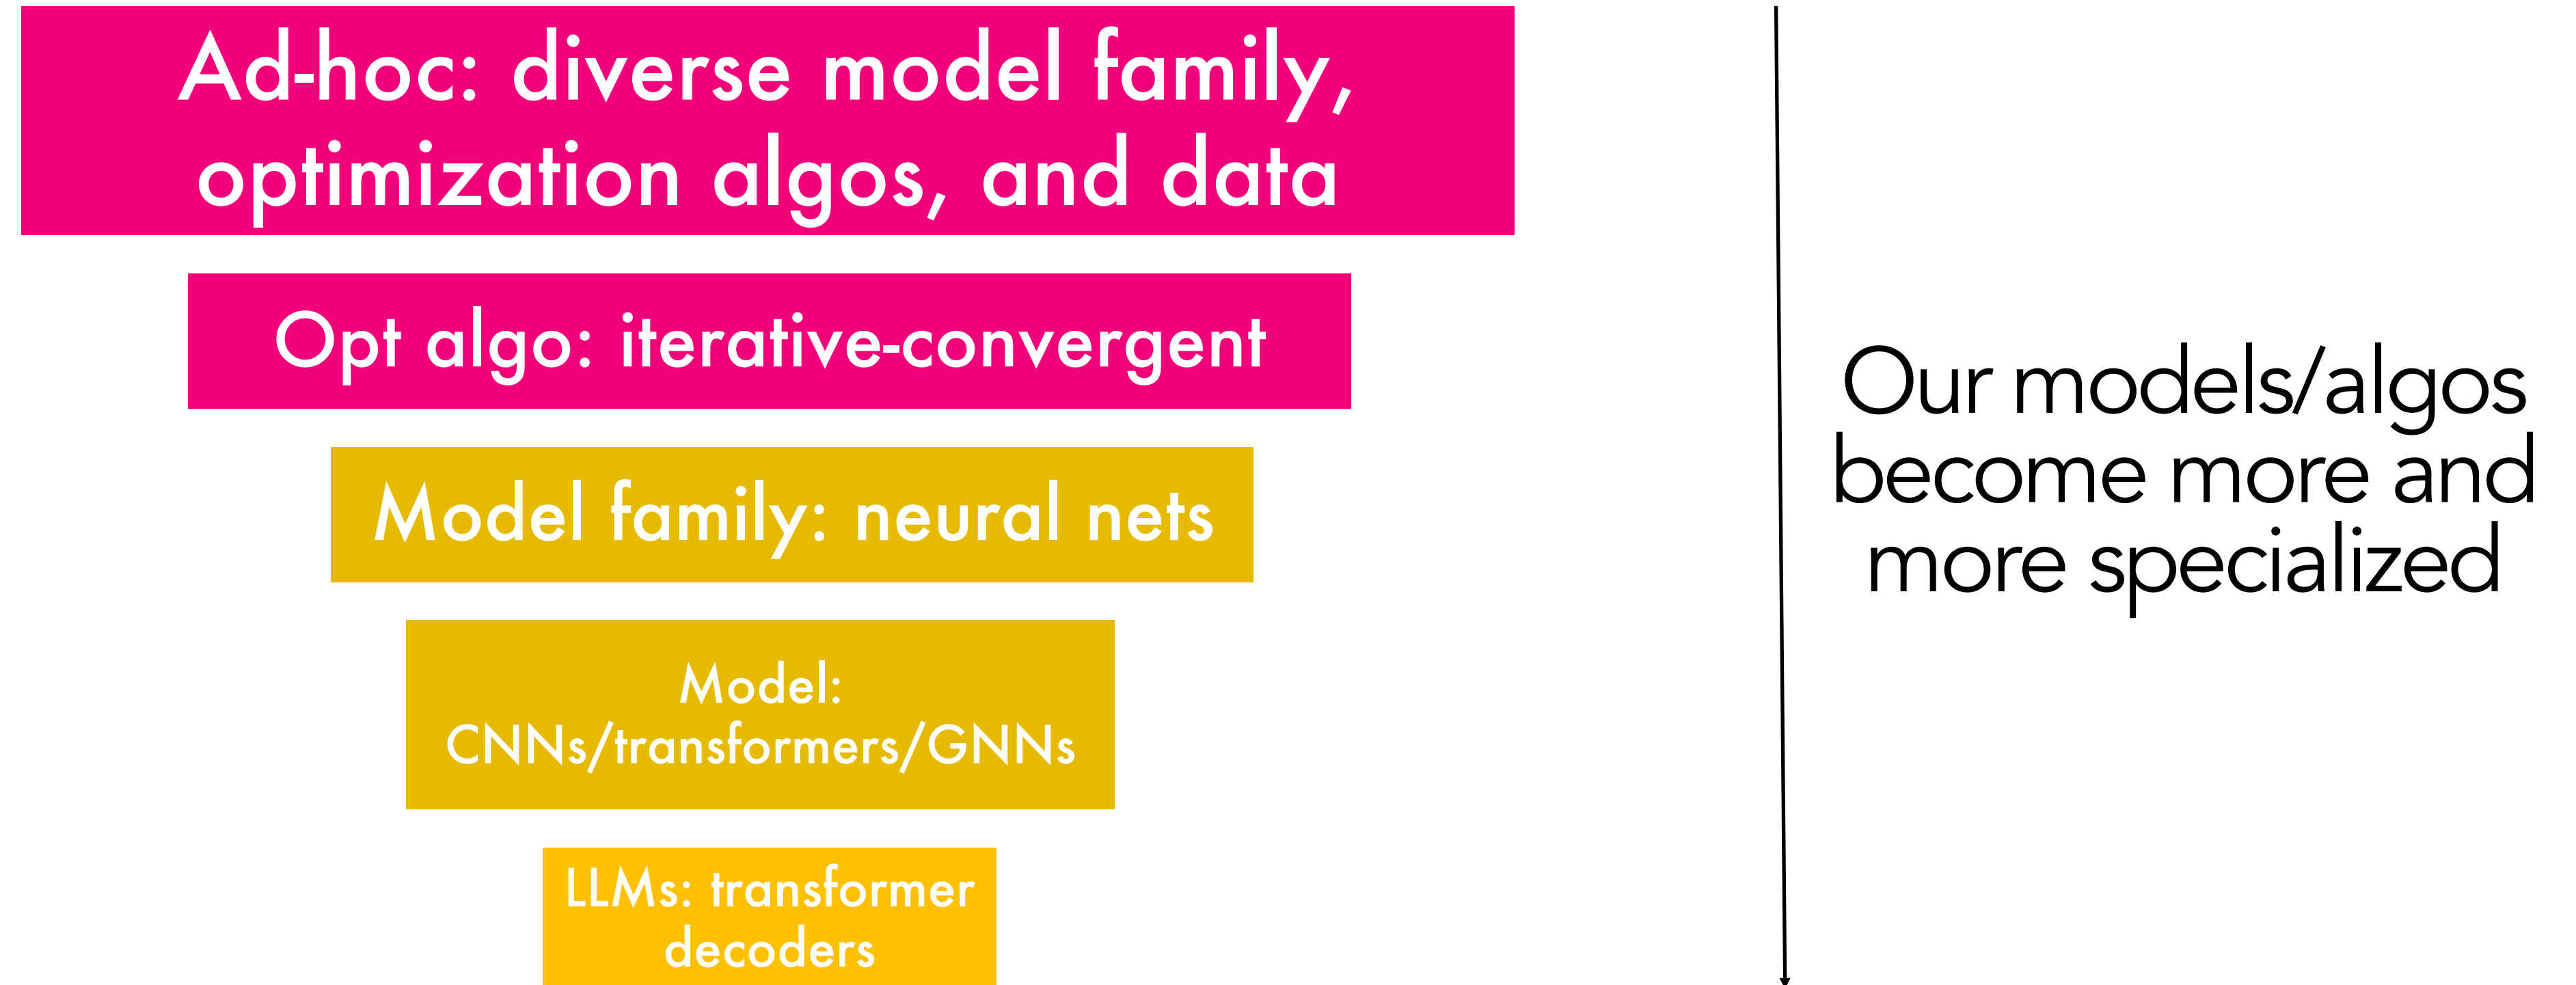 Ad-hoc: diverse model family,
optimization algos, and data
Opt algo: iterative-convergent
Model family: neural nets
Model:
CNNs/transformers/GNNs
LLMs: transformer
decoders
Our models/algos
become more and
more specialized